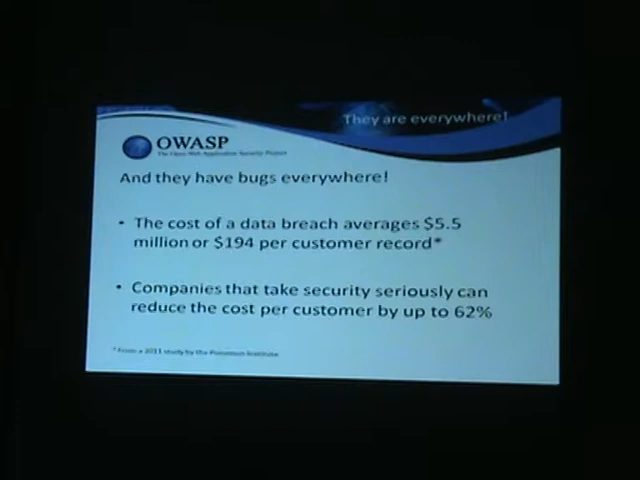 They are everywhere!
OWASP
The Open Web Application Security Project
And they have bugs everywhere!
• The cost of a data breach averages $5.5
million or $194 per customer record*
• Companies that take security seriously can
reduce the cost per customer by up to 62%
* From a 2011 study by the Ponemon Institute